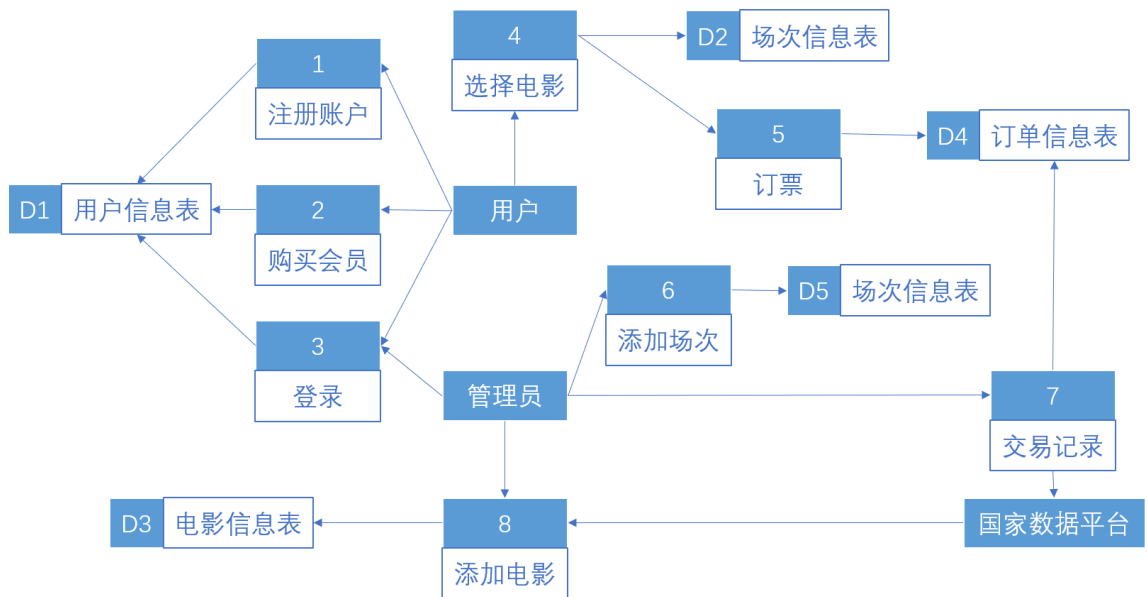 4
选择电影
D2 场次信息表
1
注册账户
5
订票
D4 订单信息表
D1 用户信息表
2
购买会员
用户
6
添加场次
D5 场次信息表
3
登录
管理员
7
交易记录
D3 电影信息表
8
添加电影
国家数据平台